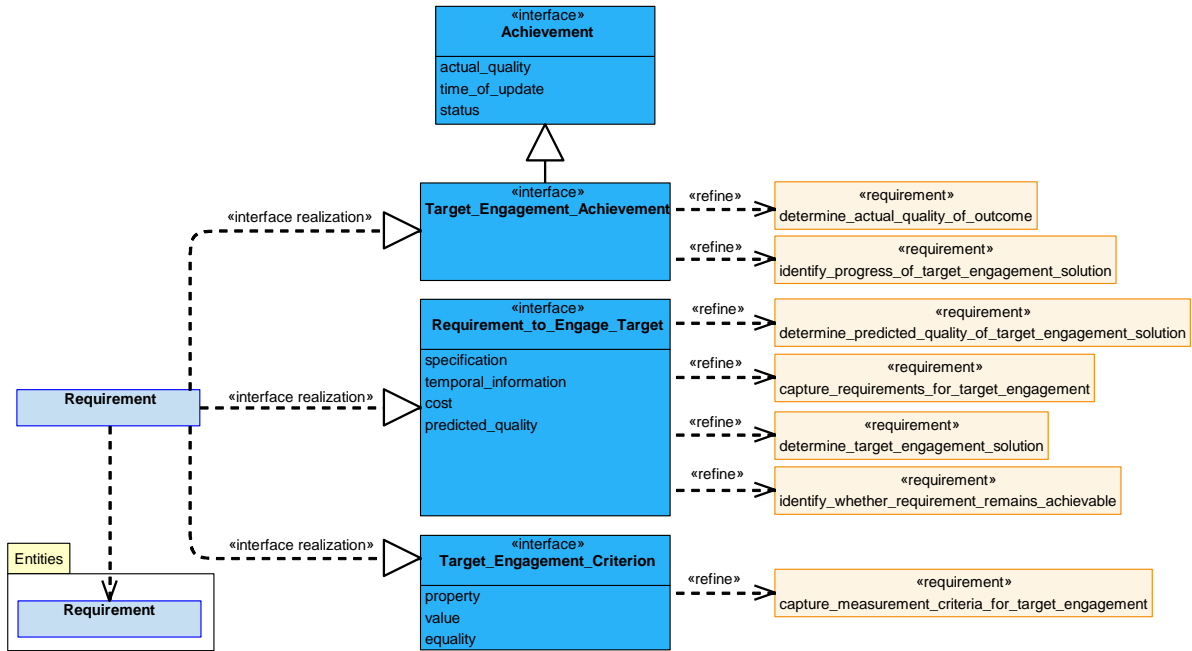 «interface»
Achievement
actual_quality
time_of_update
status
«interface»
Target_Engagement_Achievement
«interface realization»
«refine»
«requirement»
determine_actual_quality_of_outcome
«refine»
«requirement»
identify_progress_of_target_engagement_solution
«interface»
Requirement_to_Engage_Target
specification
temporal_information
cost
predicted_quality
«refine»
«requirement»
determine_predicted_quality_of_target_engagement_solution
«refine»
«requirement»
capture_requirements_for_target_engagement
Requirement
«interface realization»
«refine»
«requirement»
determine_target_engagement_solution
«refine»
«requirement»
identify_whether_requirement_remains_achievable
«interface realization»
«interface»
Target_Engagement_Criterion
property
value
equality
«refine»
«requirement»
capture_measurement_criteria_for_target_engagement
Entities
Requirement